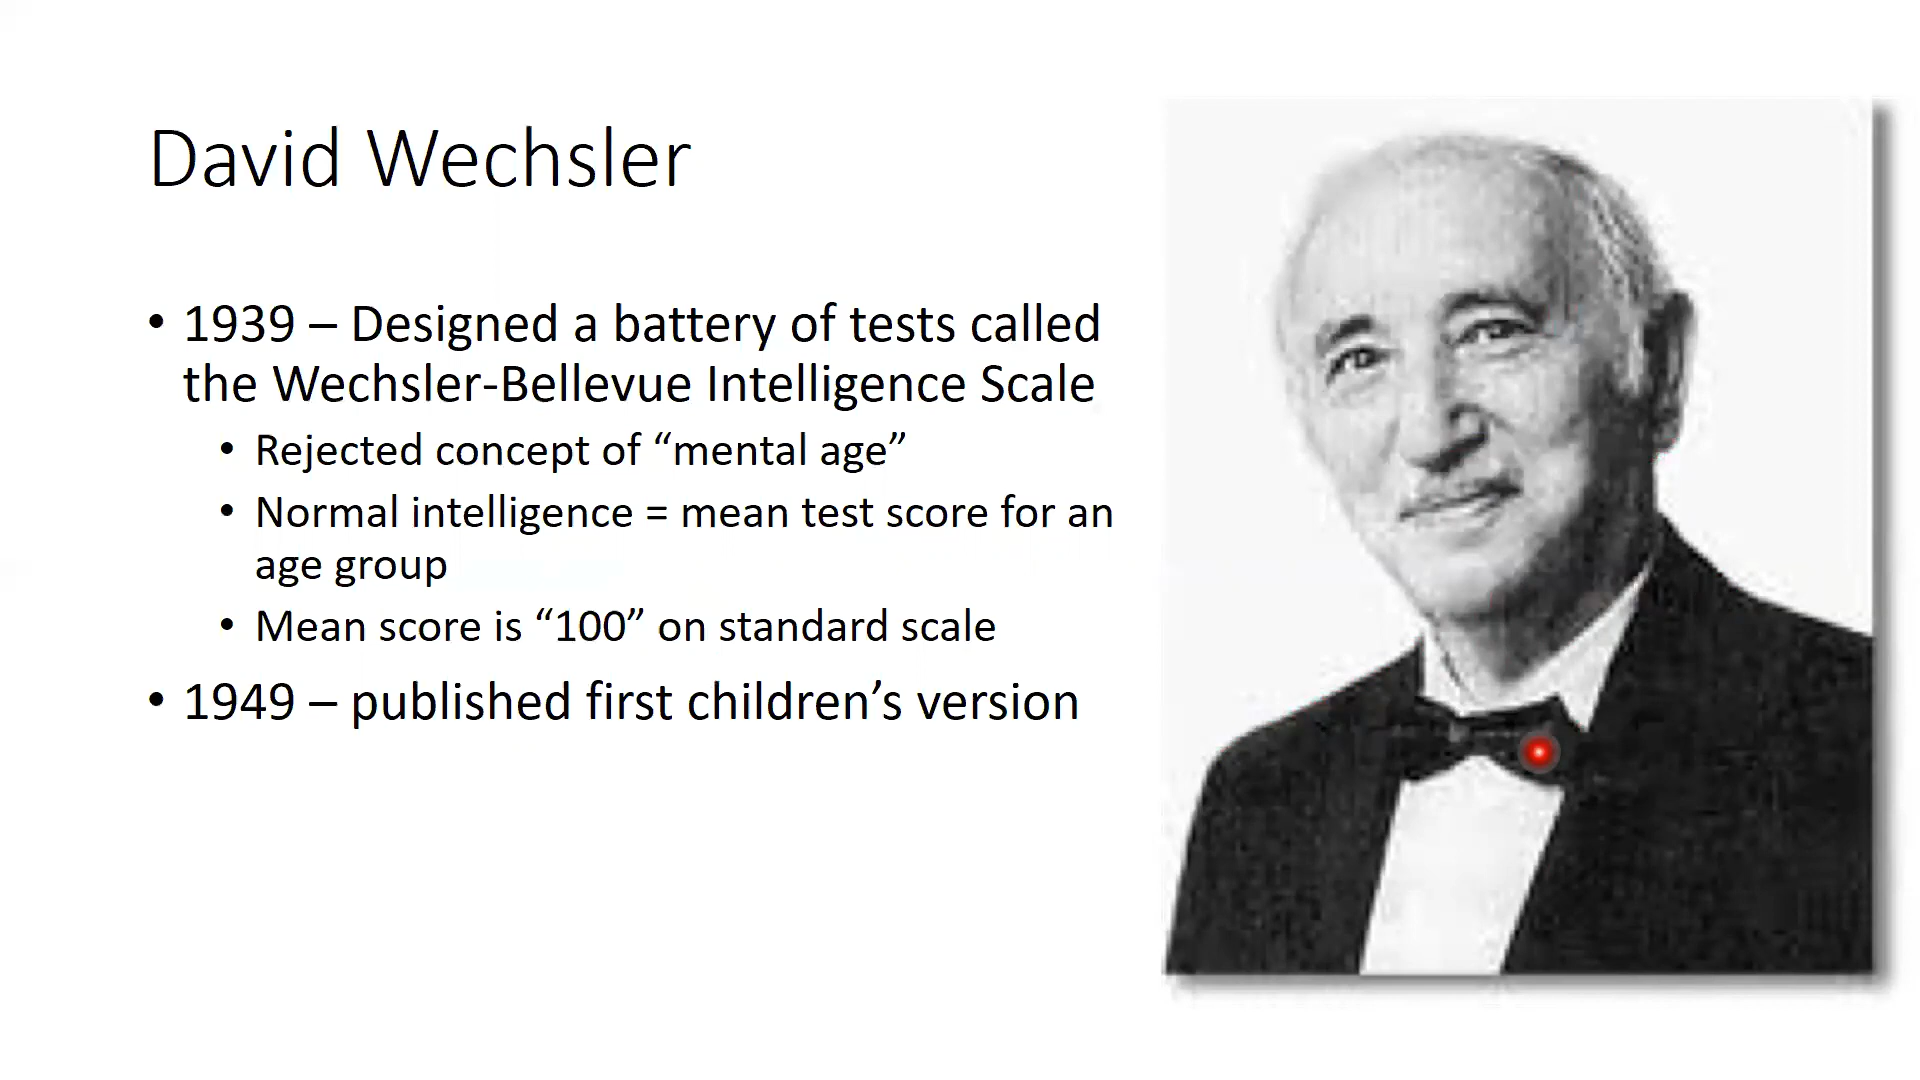 David Wechsler
• 1939 – Designed a battery of tests called
the Wechsler-Bellevue Intelligence Scale
• Rejected concept of “mental age”
• Normal intelligence = mean test score for an
age group
• Mean score is “100” on standard scale
• 1949 – published first children’s version